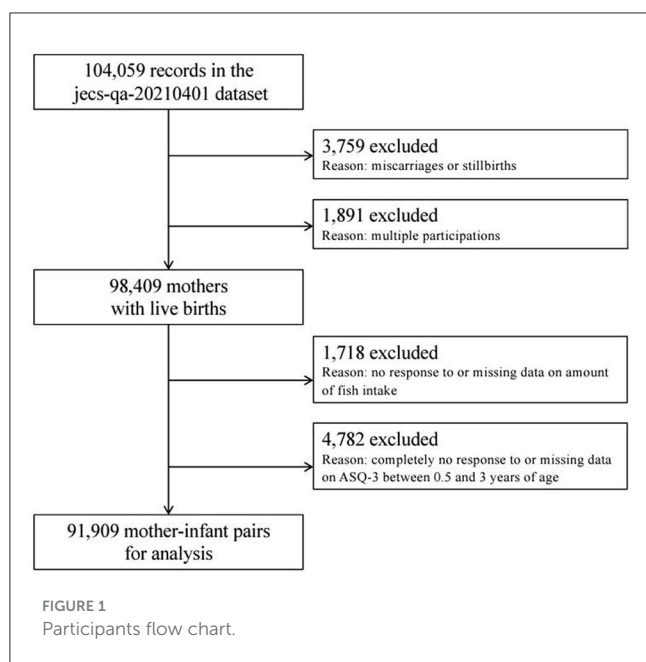 104,059 records in the
jecs-qa-20210401 dataset
3,759 excluded
Reason: miscarriages or stillbirths
1,891 excluded
Reason: multiple participations
98,409 mothers
with live births
1,718 excluded
Reason: no response to or missing data on amount
of fish intake
4,782 excluded
Reason: completely no response to or missing data
on ASQ-3 between 0.5 and 3 years of age
91,909 mother-infant pairs
for analysis
FIGURE 1
Participants flow chart.